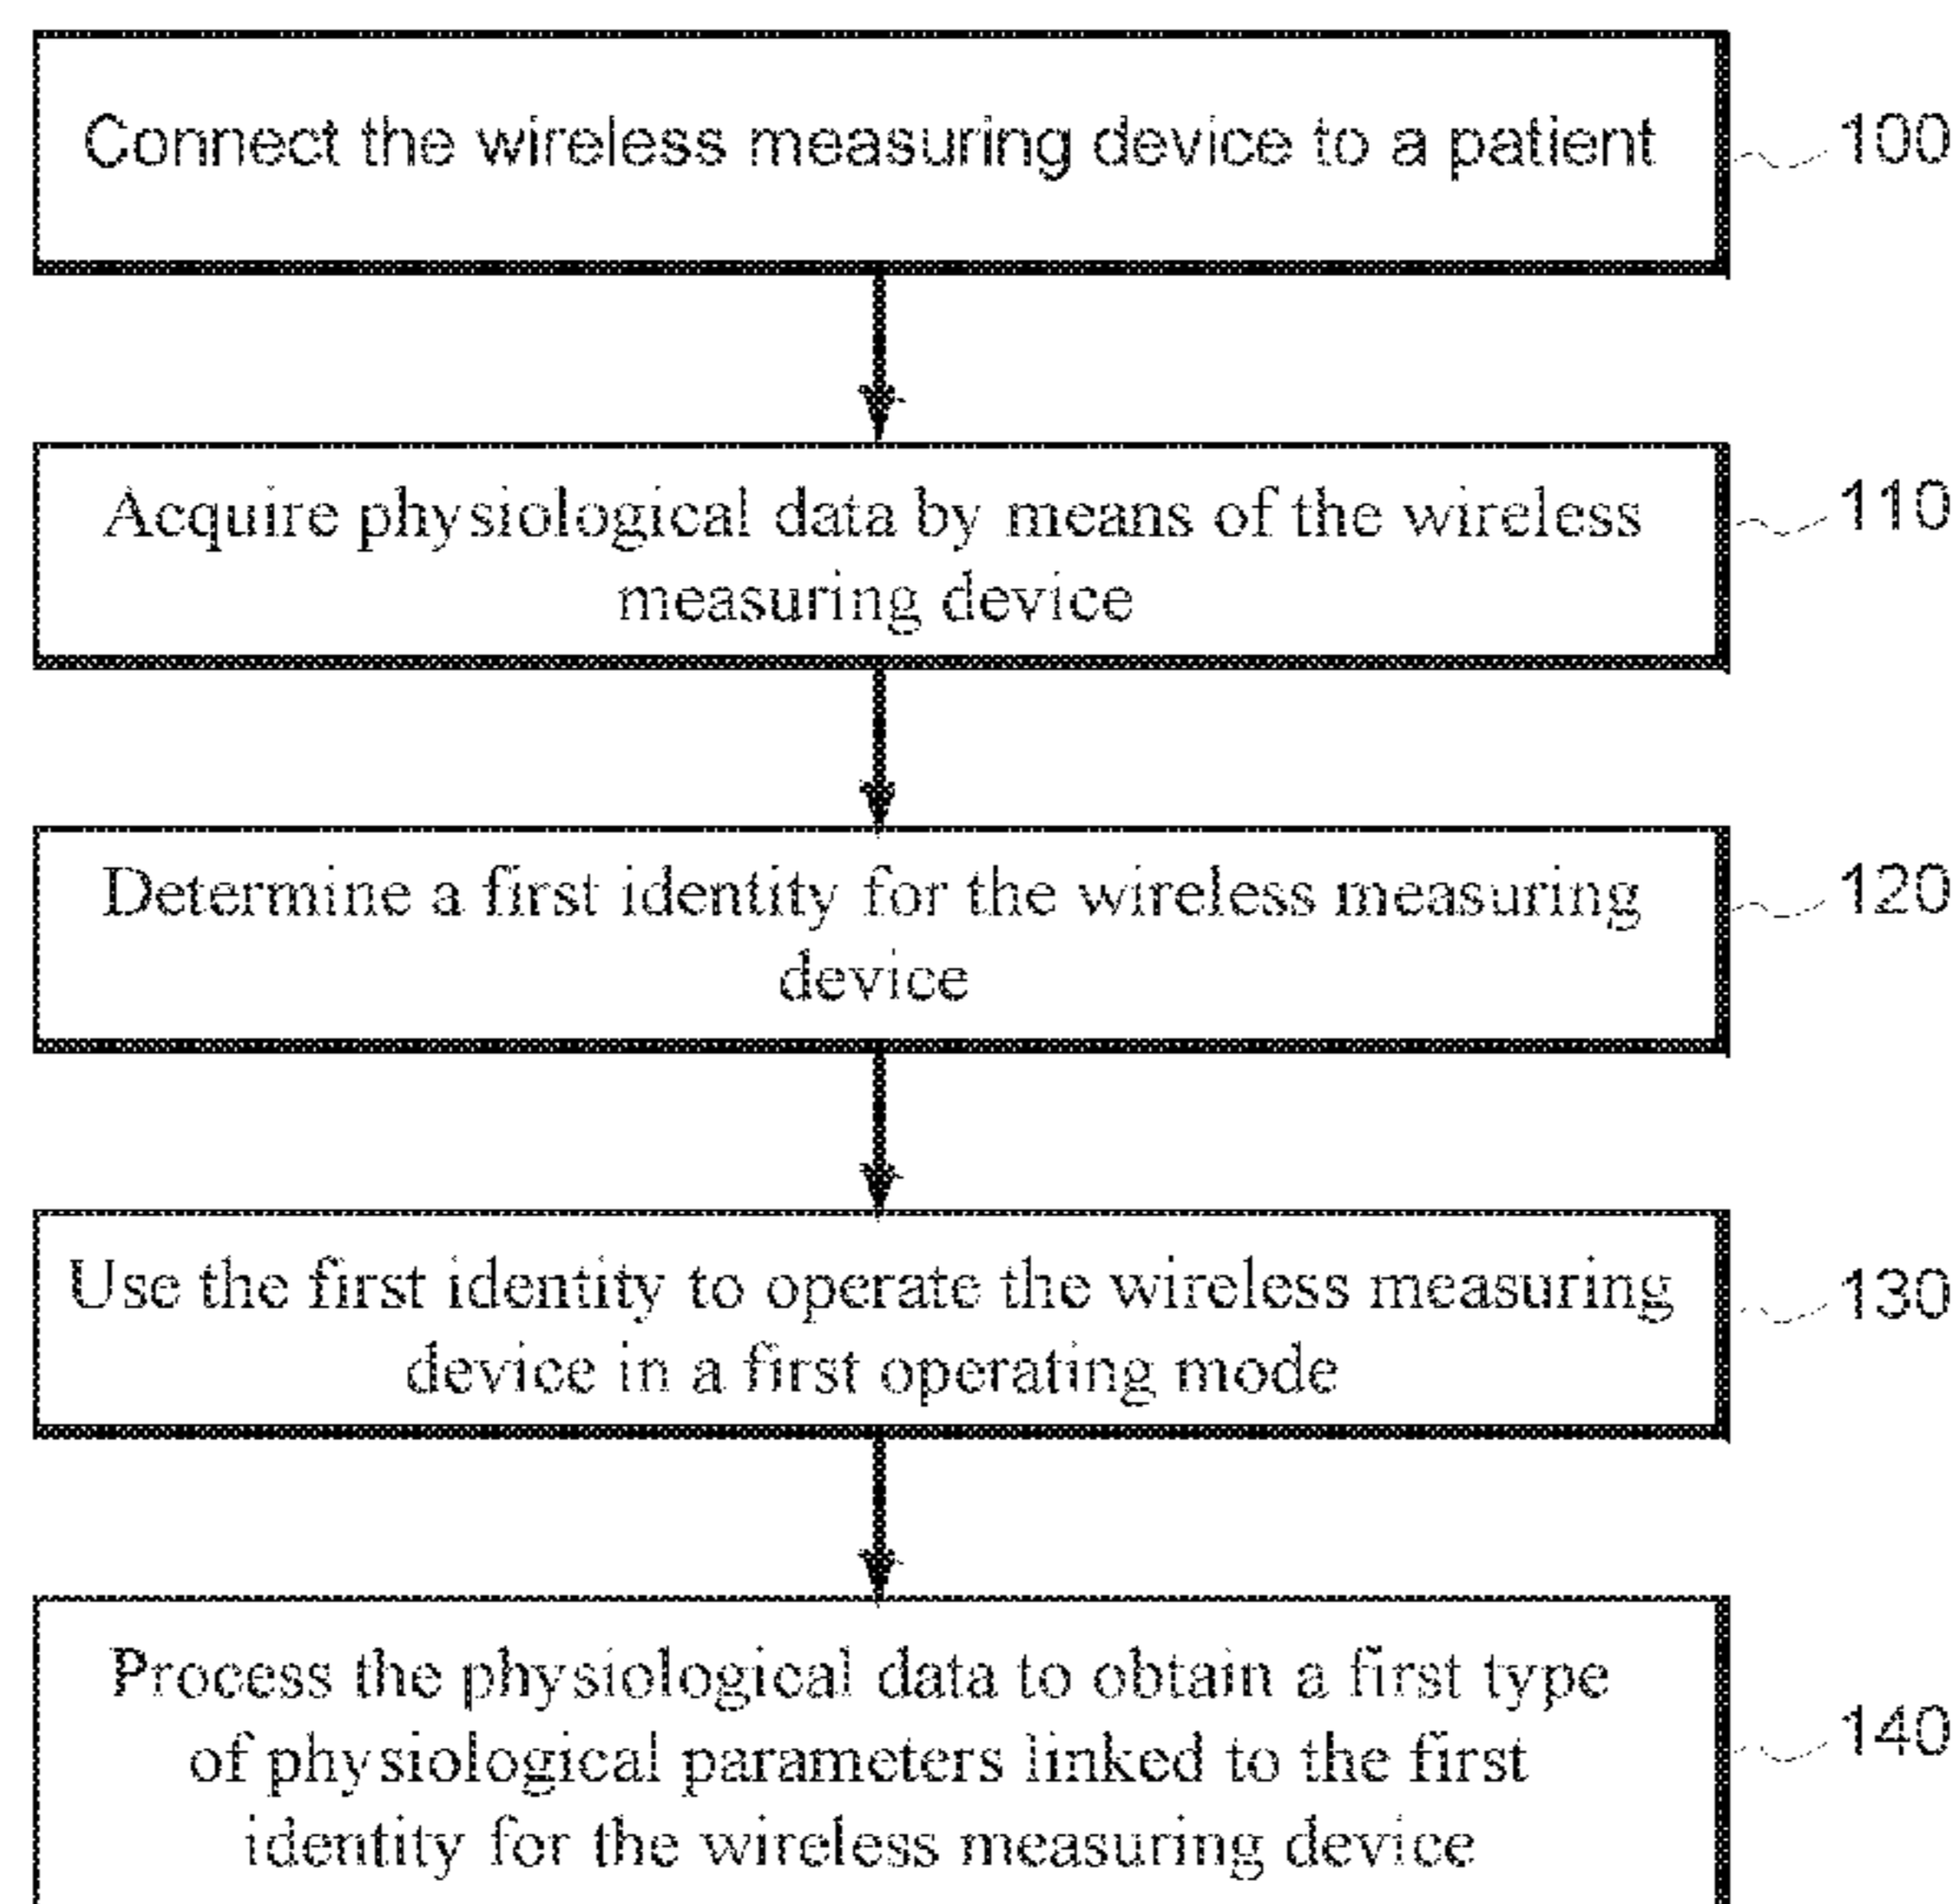 Connect the wireless measuring device to a patient
100
Acquire physiological data by means of the wireless
measuring device
110
Determine a first identity for the wireless measuring
device
120
Use the first identity to operate the wireless measuring
device in a first operating mode
130
Process the physiological data to obtain a first type
of physiological parameters linked to the first
identity for the wireless measuring device
140